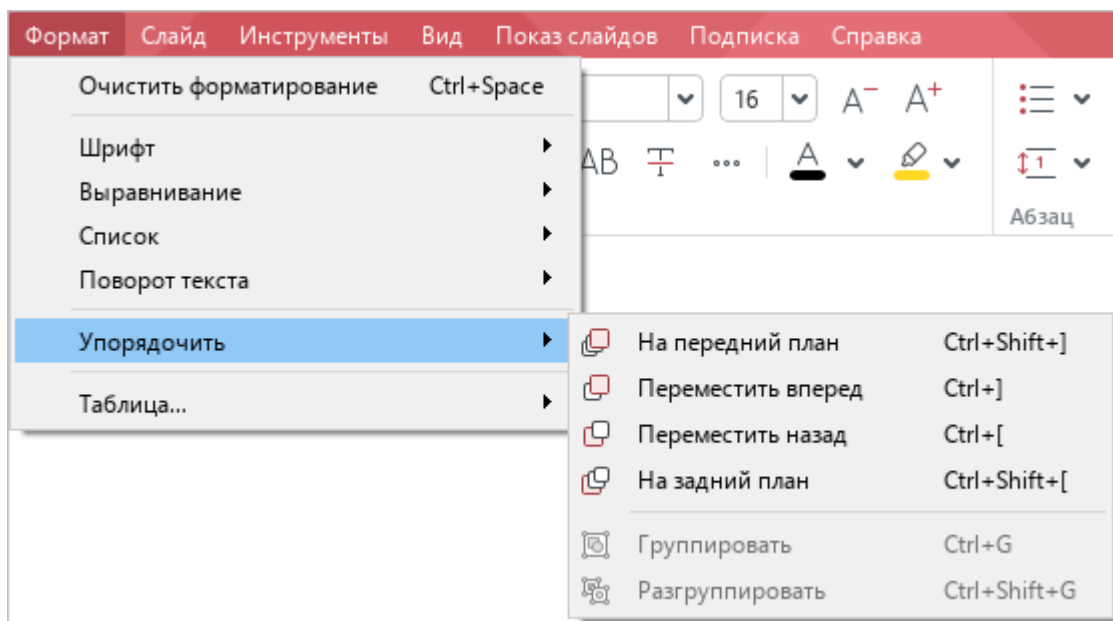 Формат Слайд Инструменты Вид Показ слайдов Подписка Справка
Очистить форматирование Ctrl+Space
16 A− A+
Шрифт
AB T ••• A
1
Выравнивание
Абзац
Список
Поворот текста
Упорядочить
На передний план Ctrl+Shift+]
Переместить вперед Ctrl+]
Таблица...
Переместить назад Ctrl+[
На задний план Ctrl+Shift+[
Группировать Ctrl+G
Разгруппировать Ctrl+Shift+G